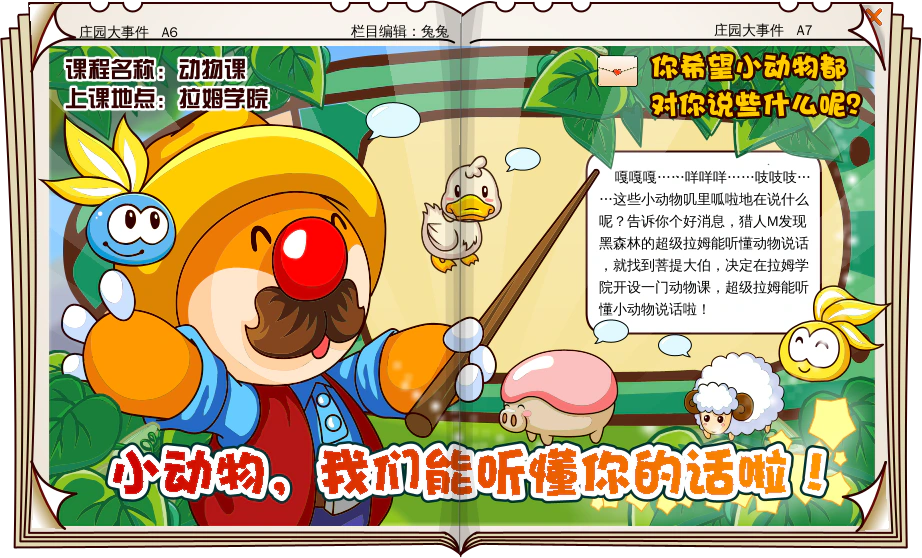 庄园大事件 A6
栏目编辑：兔兔
庄园大事件 A7
课程名称：动物课
上课地点：拉姆学院
你希望小动物都
对你说些什么呢？
嘎嘎嘎……咩咩咩……吱吱吱…
…这些小动物叽里呱啦地在说什么
呢？告诉你个好消息，猎人M发现
黑森林的超级拉姆能听懂动物说话
，就找到菩提大伯，决定在拉姆学
院开设一门动物课，超级拉姆能听
懂小动物说话啦！
小动物，我们能听懂你的话啦！